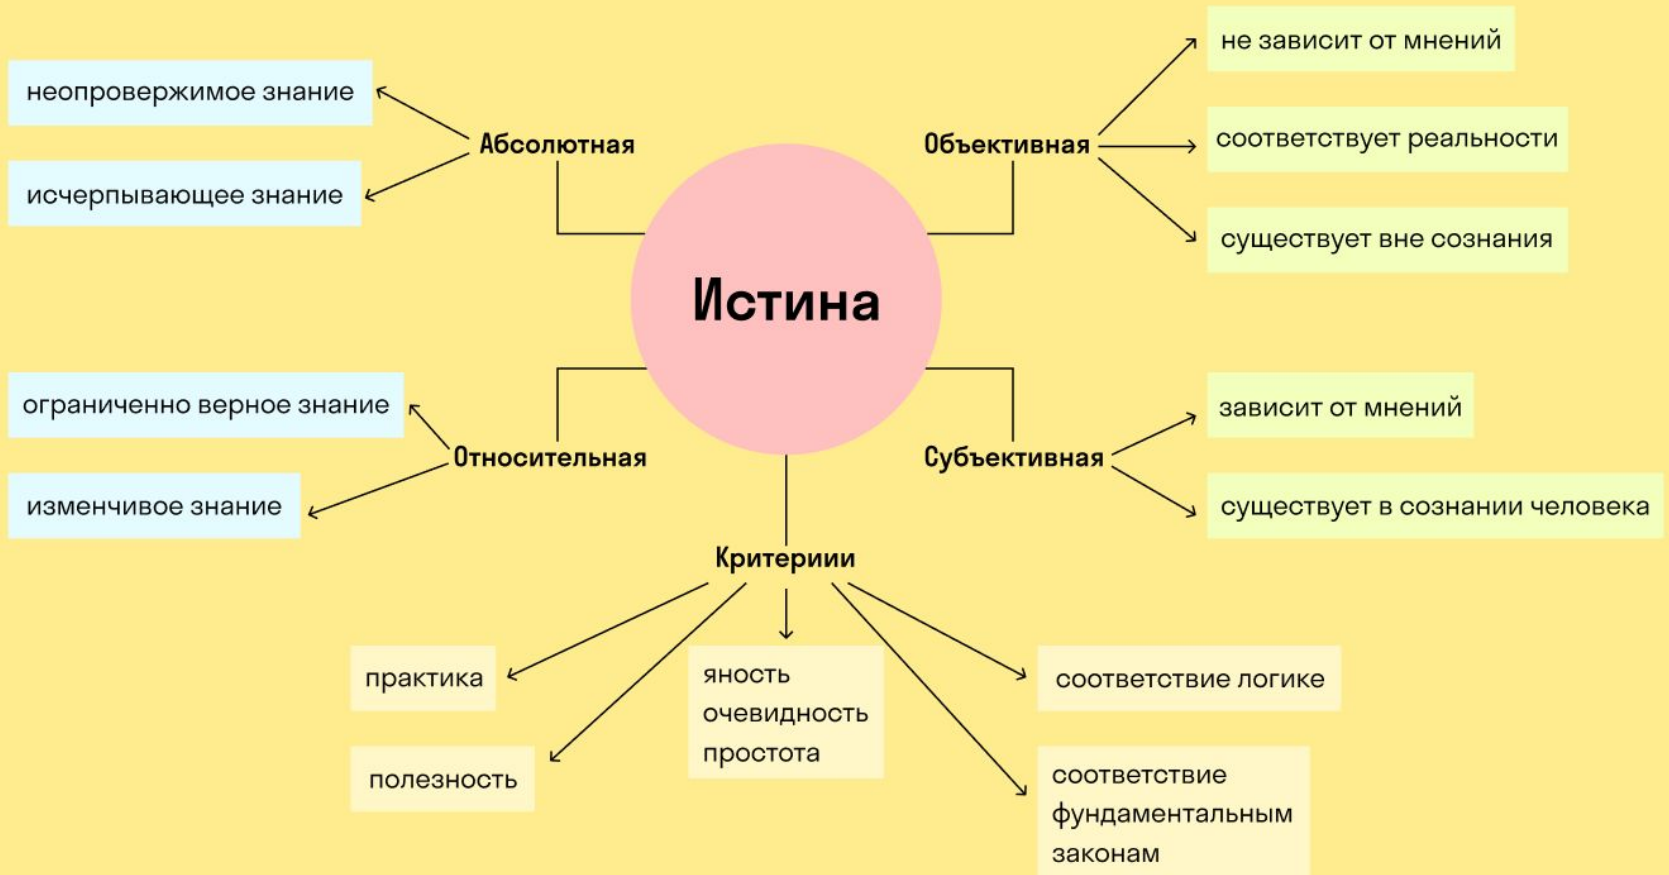 неопровержимое знание
исчерпывающее знание
Абсолютная
Объективная
не зависит от мнений
соответствует реальности
существует вне сознания
Истина
ограниченно верное знание
изменчивое знание
Относительная
Субъективная
зависит от мнений
существует в сознании человека
Критериии
практика
полезность
яность
очевидность
простота
соответствие логике
соответствие
фундаментальным
законам